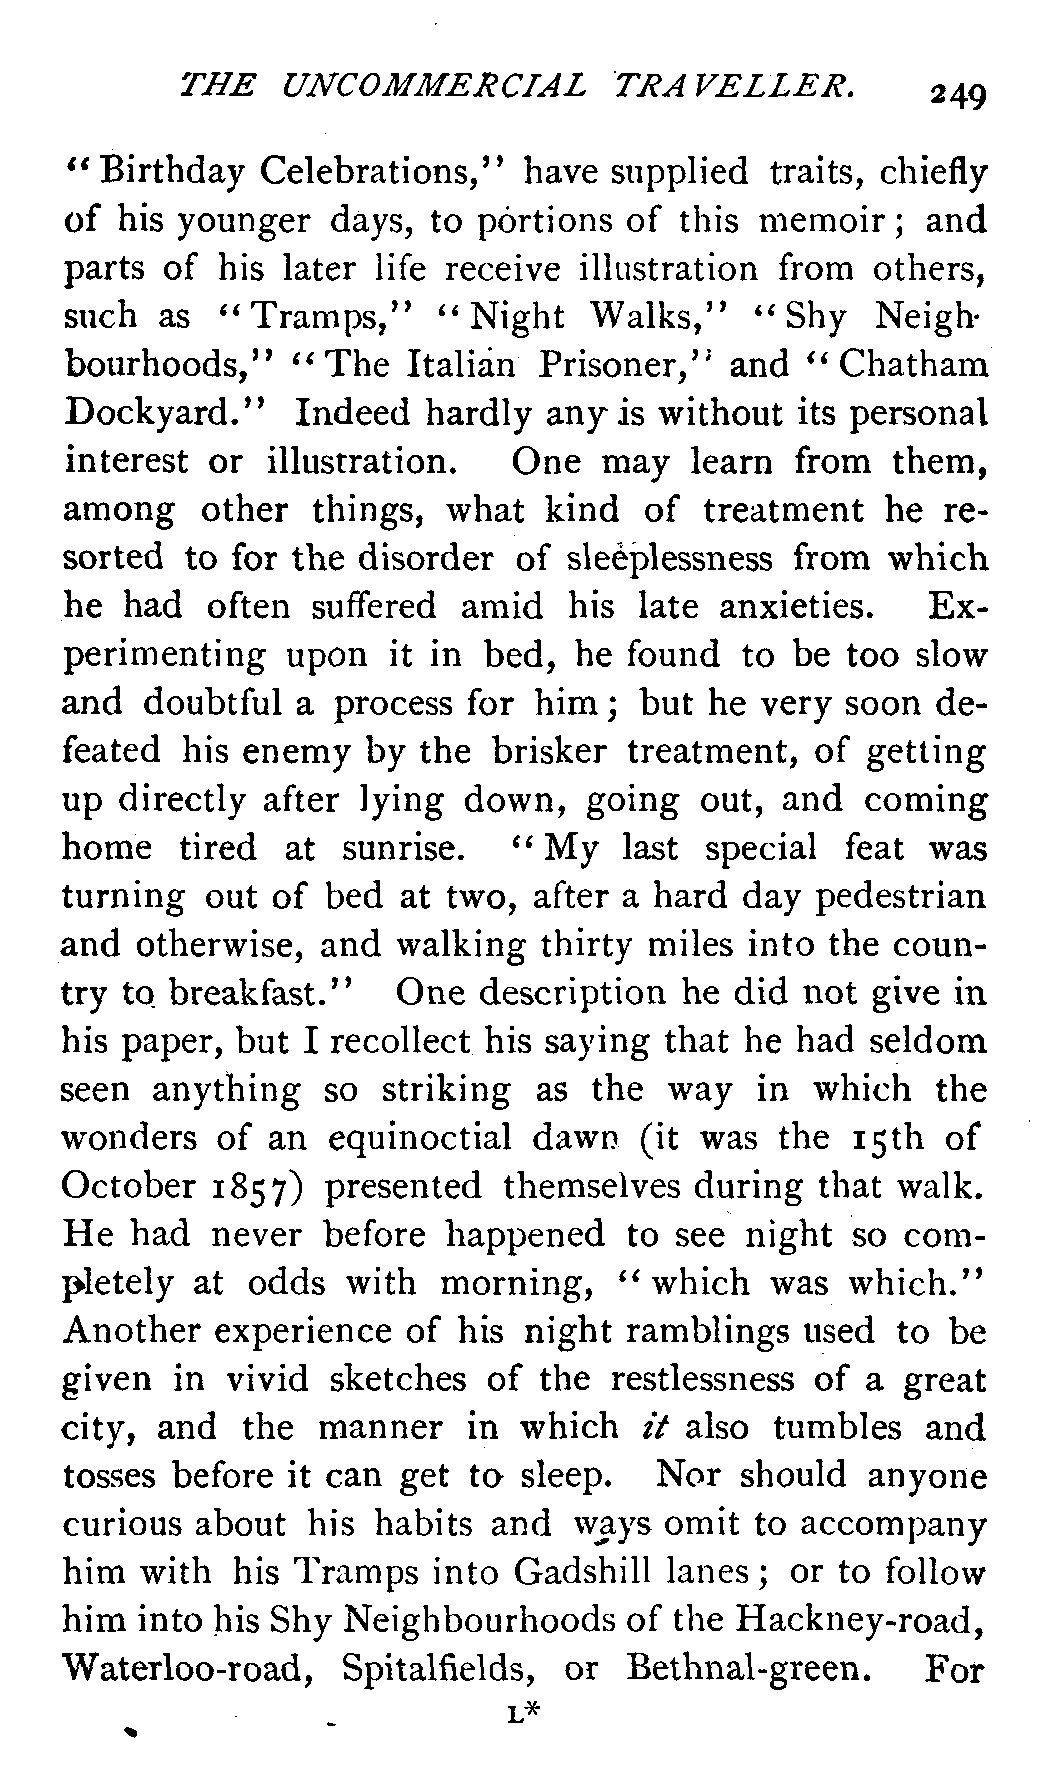 THE UNCOMMERCIAL TRAVELLER. 249
“Birthday Celebrations,” have supplied traits, chiefly
of his younger days, to portions of this memoir; and
parts of his later life receive illustration from others,
such as “Tramps,” “Night Walks,” “Shy Neigh-
bourhoods,” “The Italian Prisoner,” and “Chatham
Dockyard.” Indeed hardly any is without its personal
interest or illustration. One may learn from them,
among other things, what kind of treatment he re-
sorted to for the disorder of sleeplessness from which
he had often suffered amid his late anxieties. Ex-
perimenting upon it in bed, he found to be too slow
and doubtful a process for him; but he very soon de-
feated his enemy by the brisker treatment, of getting
up directly after lying down, going out, and coming
home tired at sunrise. “My last special feat was
turning out of bed at two, after a hard day pedestrian
and otherwise, and walking thirty miles into the coun-
try to breakfast.” One description he did not give in
his paper, but I recollect his saying that he had seldom
seen anything so striking as the way in which the
wonders of an equinoctial dawn (it was the 15th of
October 1857) presented themselves during that walk.
He had never before happened to see night so com-
pletely at odds with morning, “which was which.”
Another experience of his night ramblings used to be
given in vivid sketches of the restlessness of a great
city, and the manner in which it also tumbles and
tosses before it can get to sleep. Nor should anyone
curious about his habits and ways omit to accompany
him with his Tramps into Gadshill lanes; or to follow
him into his Shy Neighbourhoods of the Hackney-road,
Waterloo-road, Spitalfields, or Bethnal-green. For
L*